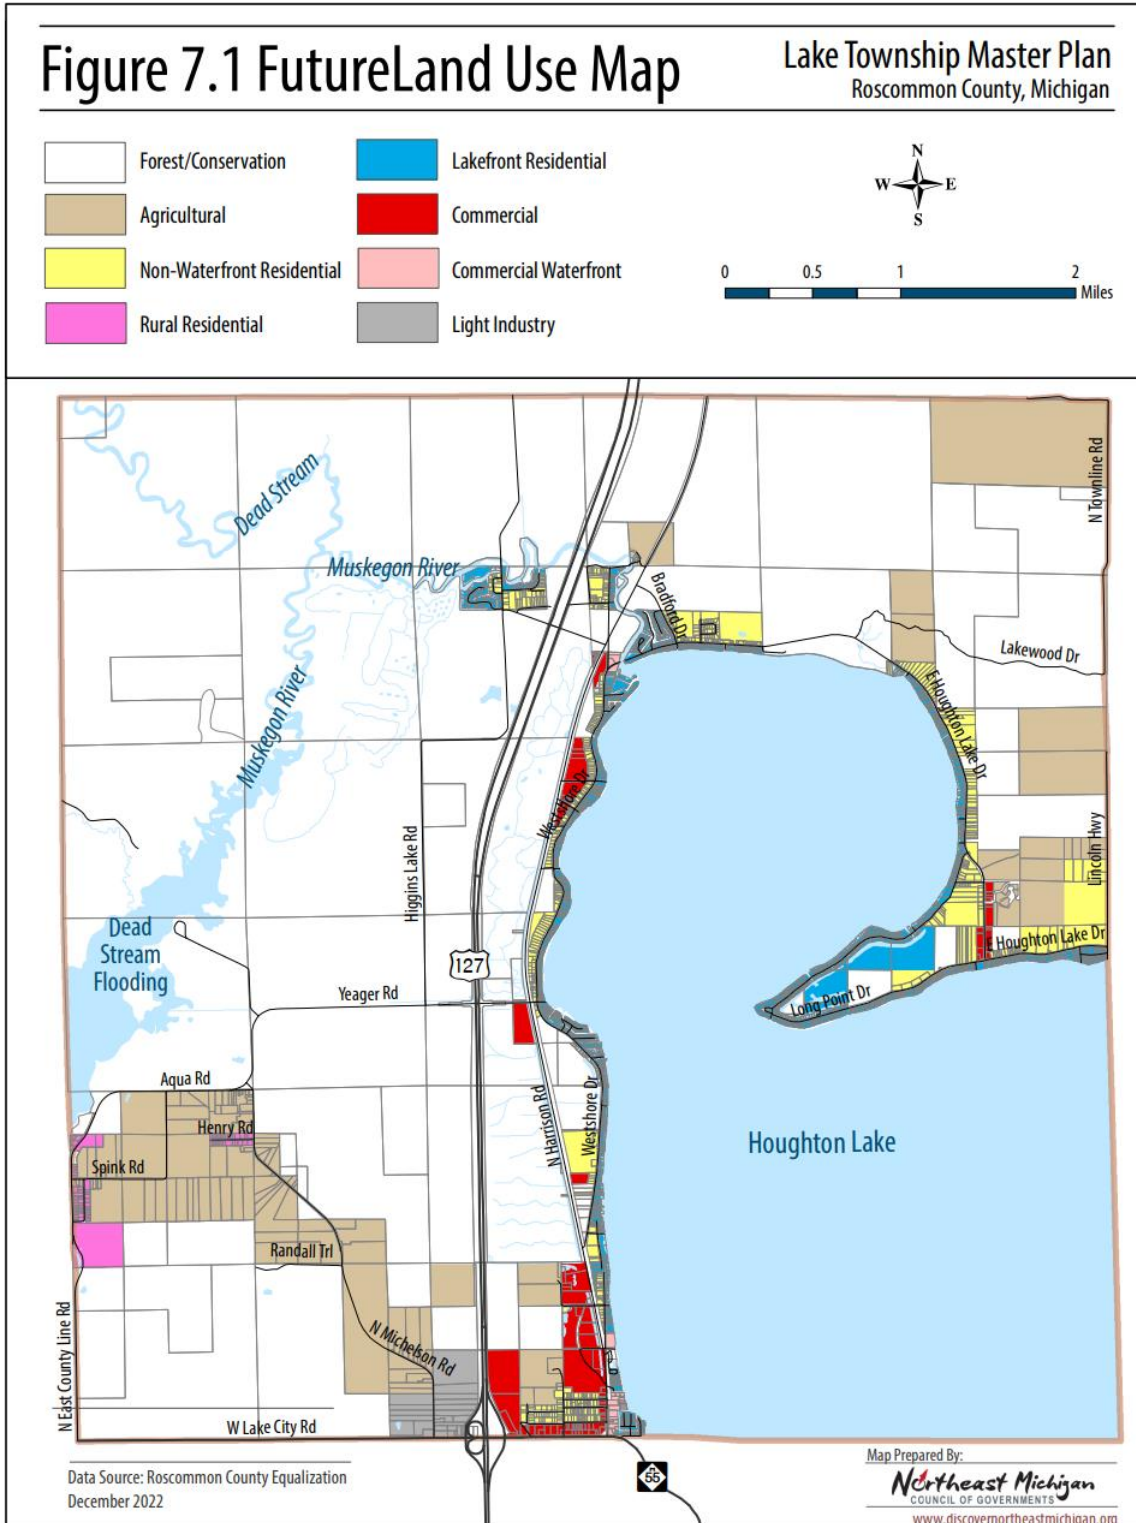 Figure 7.1 FutureLand Use Map
Lake Township Master Plan
Roscommon County, Michigan
Forest/Conservation
Agricultural
Non-Waterfront Residential
Rural Residential
Lakefront Residential
Commercial
Commercial Waterfront
Light Industry
N
W E
S
0 0.5 1 2
Miles
Dead Stream
Muskegon River
N Townline Rd
Bradford Dr
Lakewood Dr
E Houghton Lake Dr
Muskegon River
Westshore Dr
Higgins Lake Rd
Lincoln Hwy
Dead
Stream
Flooding
127
E Houghton Lake Dr
Yeager Rd
Long Point Dr
Aqua Rd
Henry Rd
Spink Rd
N Harrison Rd
Westshore Dr
Houghton Lake
Randall Trl
N East County Line Rd
N Michelson Rd
W Lake City Rd
M
55
Data Source: Roscommon County Equalization
December 2022
Map Prepared By:
Northeast Michigan
COUNCIL OF GOVERNMENTS
www.discovernortheastmichigan.org